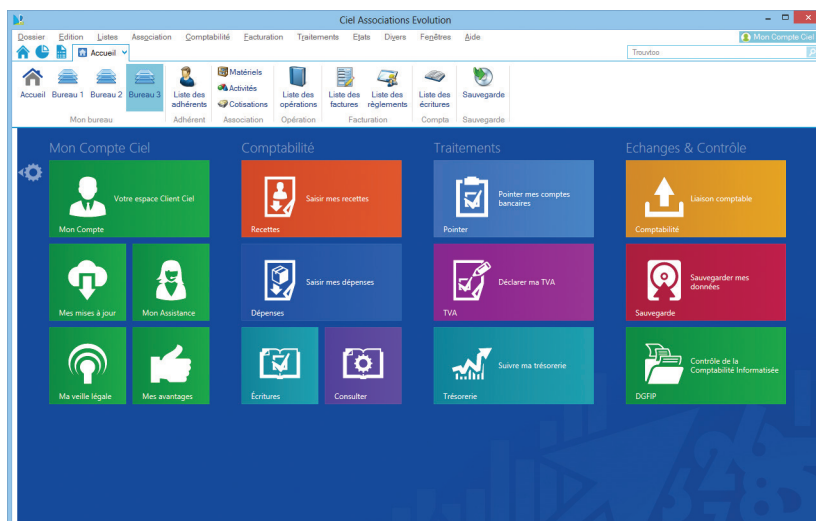 Ciel Associations Evolution
Dossier Edition Listes Association Comptabilité Facturation Traitements Etats Divers Fenêtres Aide
Mon Compte Ciel
Accueil
Trouvtoo
Accueil Bureau 1 Bureau 2 Bureau 3
Liste des adhérents
Matériels
Activités
Cotisations
Liste des opérations
Liste des factures
Liste des règlements
Liste des écritures
Sauvegarde
Mon bureau Adhérent Association Opération Facturation Compta Sauvegarde
Mon Compte Ciel
Votre espace Client Ciel
Mon Compte
Mes mises à jour
Mon Assistance
Ma veille légale
Mes avantages
Comptabilité
Saisir mes recettes
Recettes
Saisir mes dépenses
Dépenses
Écritures
Consulter
Traitements
Pointer mes comptes
bancaires
Pointer
Déclarer ma TVA
TVA
Suivre ma trésorerie
Trésorerie
Echanges & Contrôle
Liaison comptable
Comptabilité
Sauvegarder mes
données
Sauvegarde
Contrôle de la
Comptabilité Informatisée
DGFIP